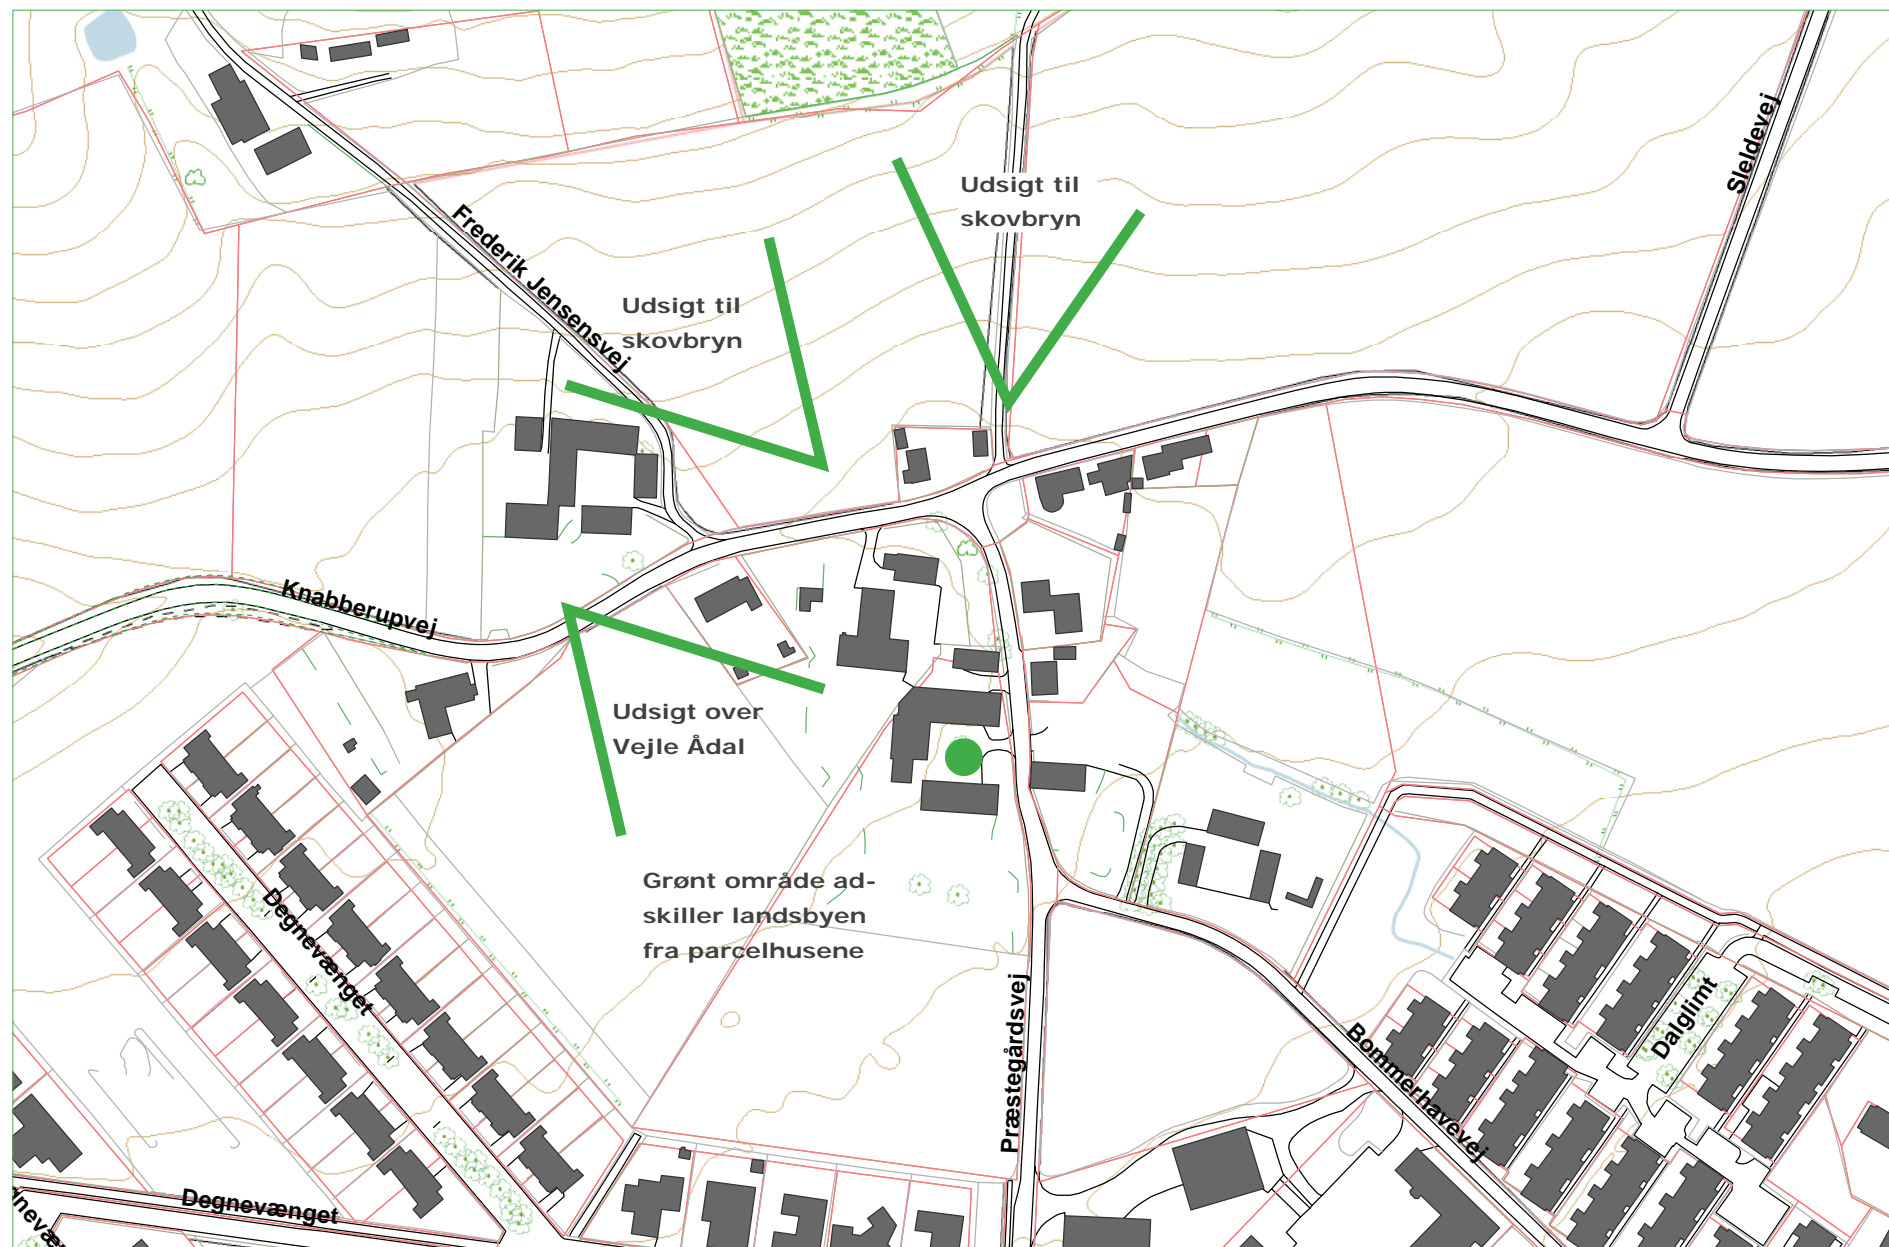 Sleldevej
Udsigt til
skovbryn
Frederik Jensensvej
Udsigt til
skovbryn
Knabberupvej
Udsigt over
Vejle Ådal
Grønt område ad-
skiller landsbyen
fra parcelhusene
Degnevænget
Præstegårdsvej
Dalglimt
Bommerhavevej
Degnevænget